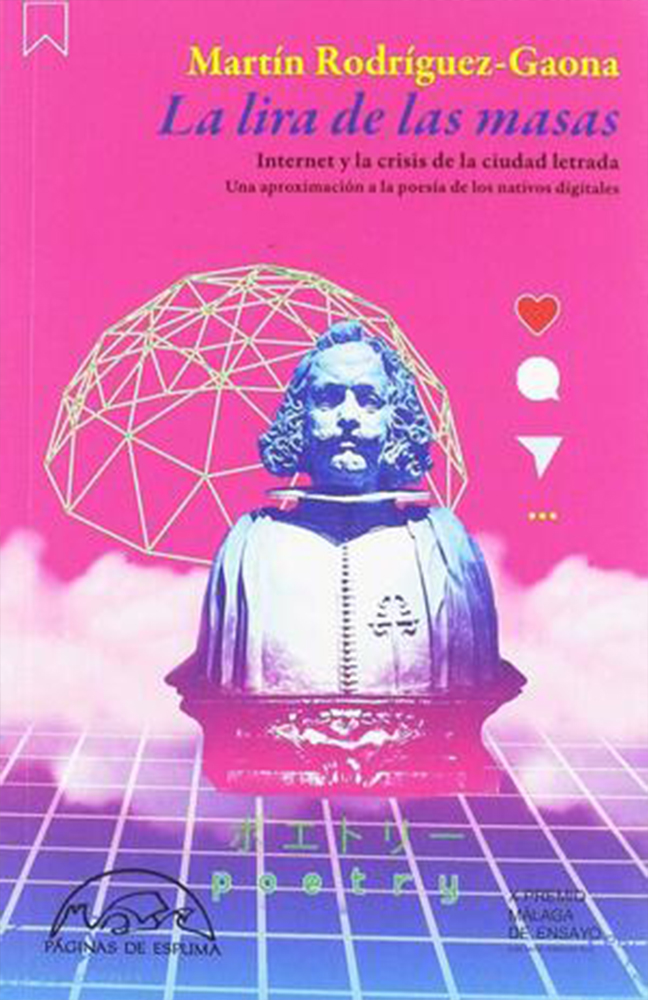 Martín Rodríguez-Gaona
La lira de las masas
Internet y la crisis de la ciudad letrada
Una aproximación a la poesía de los nativos digitales
ポエトリー
poetry
PÁGINAS DE ESPUMA
X PREMIO
MÁLAGA
DE ENSAYO